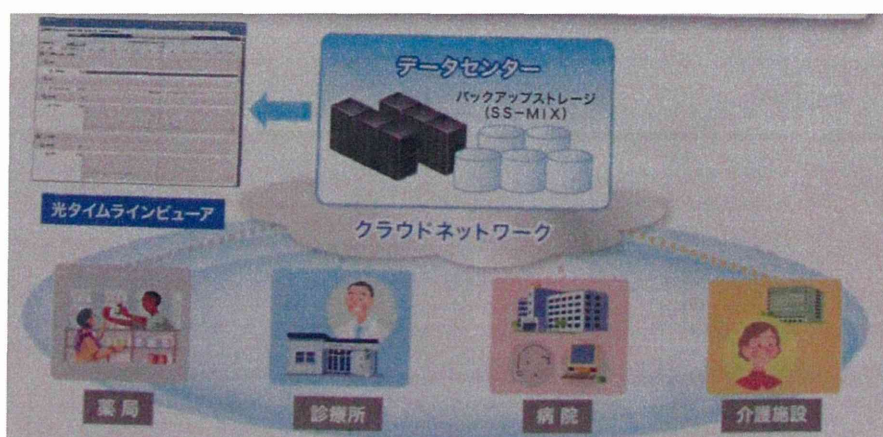 データセンター
バックアップストレージ
(SS-MIX)
光タイムラインビューア
クラウドネットワーク
薬局
診療所
病院
介護施設